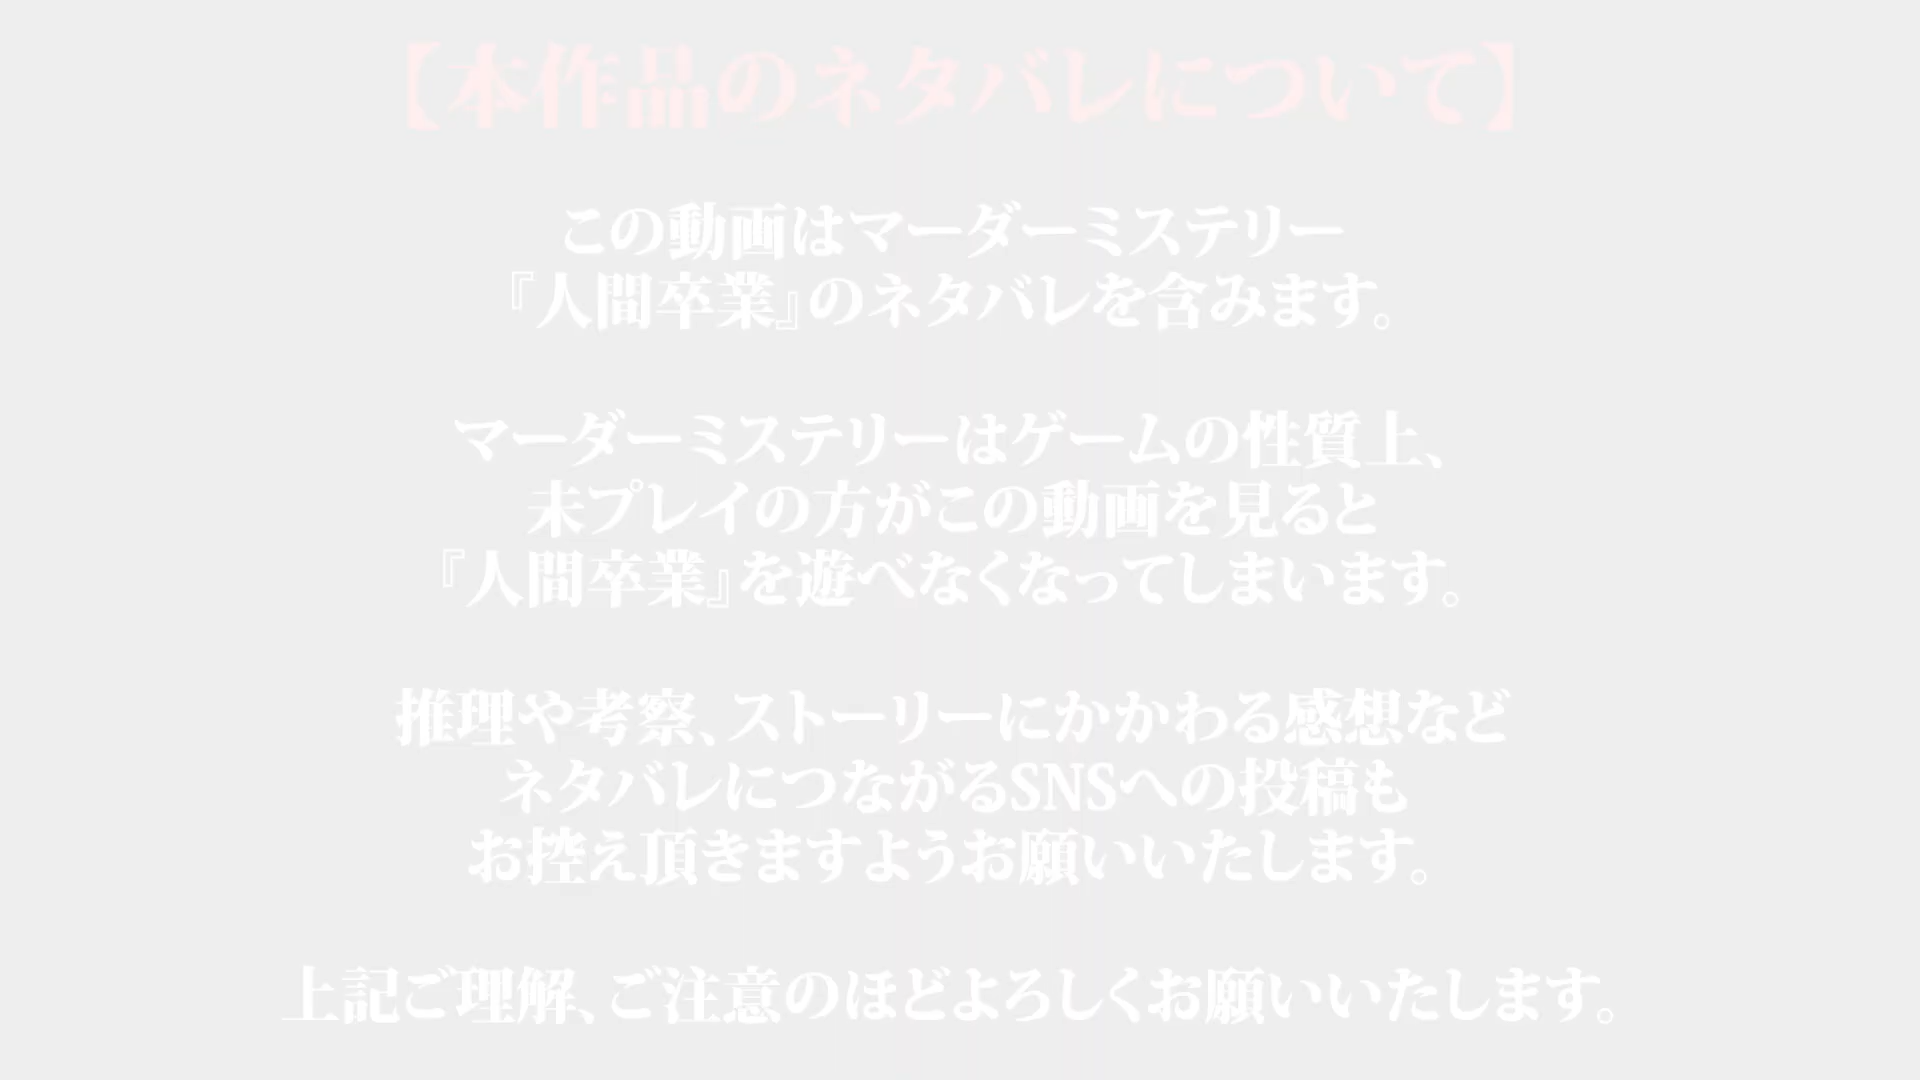 【本作品のネタバレについて】
この動画はマーダーミステリー
『人間卒業』のネタバレを含みます。
マーダーミステリーはゲームの性質上、
未プレイの方がこの動画を見ると
『人間卒業』を遊べなくなってしまいます。
推理や考察、ストーリーにかかわる感想など
ネタバレにつながるSNSへの投稿も
お控え頂きますようお願いいたします。
上記ご理解、ご注意のほどよろしくお願いいたします。